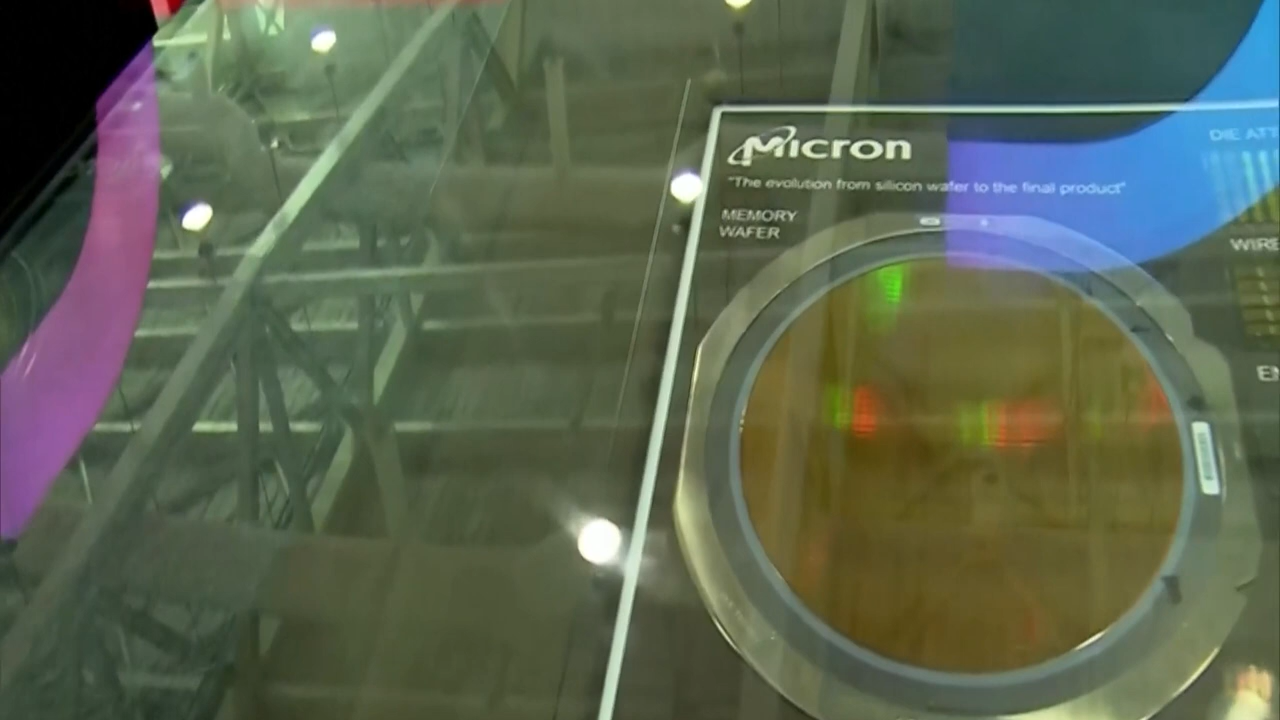 Micron
"The evolution from silicon wafer to the final product"
MEMORY
WAFER
DIE ATT
WIRE
EN